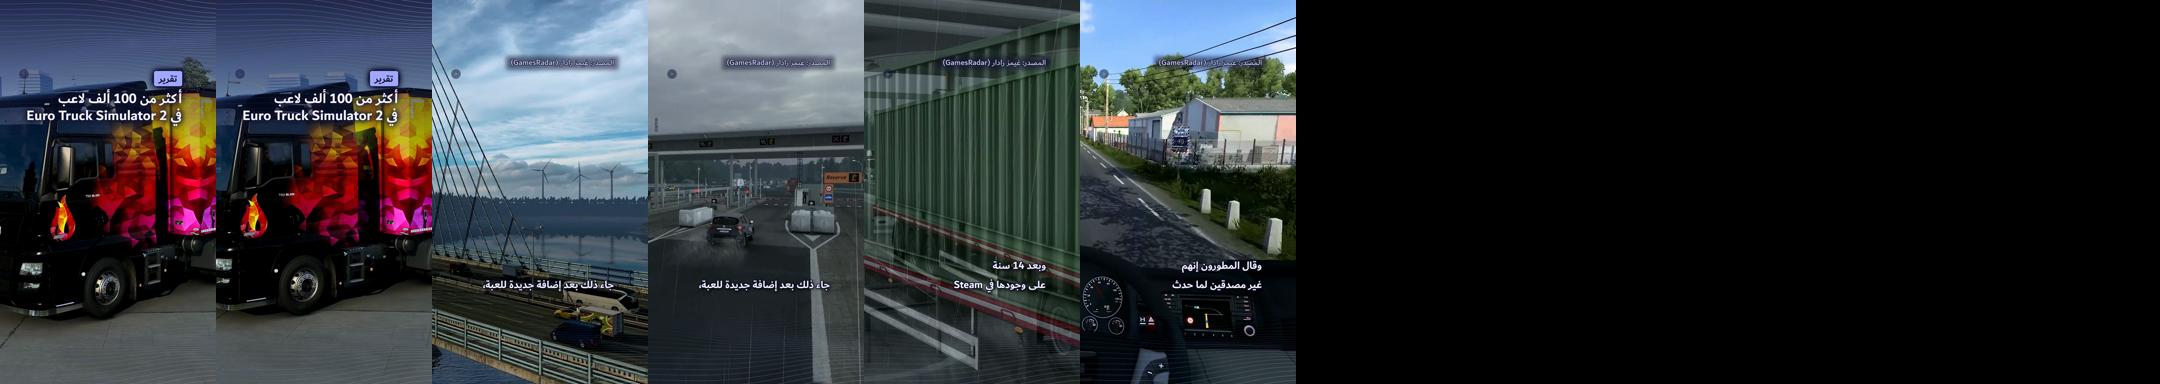 تقرير
أكثر من 100 ألف لاعب
في Euro Truck Simulator 2
تقرير
أكثر من 100 ألف لاعب
في Euro Truck Simulator 2
المصدر: غيمز رادار (GamesRadar)
جاء ذلك بعد إضافة جديدة للعبة،
المصدر: غيمز رادار (GamesRadar)
Reserve
جاء ذلك بعد إضافة جديدة للعبة،
المصدر: غيمز رادار (GamesRadar)
وبعد 14 سنة
على وجودها في Steam
المصدر: غيمز رادار (GamesRadar)
وقال المطورون إنهم
غير مصدقين لما حدث